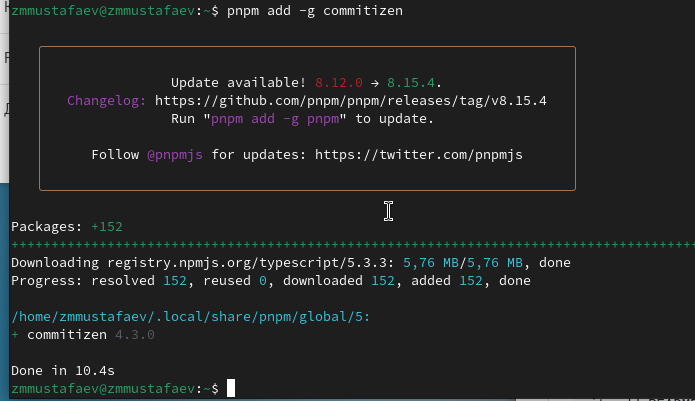 zmmustafaev@zmmustafaev:~$ pnpm add -g commitizen
Update available! 8.12.0 → 8.15.4.
Changelog: https://github.com/pnpm/pnpm/releases/tag/v8.15.4
Run "pnpm add -g pnpm" to update.
Follow @pnpmjs for updates: https://twitter.com/pnpmjs
Packages: +152
++++++++++++++++++++++++++++++++++++++++++++++++++++++++++++++++++++++++++++++++++++++
Downloading registry.npmjs.org/typescript/5.3.3: 5,76 MB/5,76 MB, done
Progress: resolved 152, reused 0, downloaded 152, added 152, done
/home/zmmustafaev/.local/share/pnpm/global/5:
+ commitizen 4.3.0
Done in 10.4s
zmmustafaev@zmmustafaev:~$